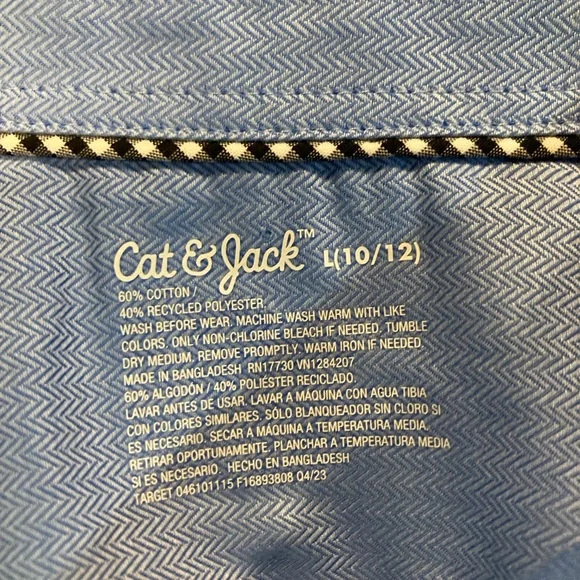 Cat & Jack™ L(10/12)
60% COTTON /
40% RECYCLED POLYESTER.
WASH BEFORE WEAR. MACHINE WASH WARM WITH LIKE
COLORS. ONLY NON-CHLORINE BLEACH IF NEEDED. TUMBLE
DRY MEDIUM. REMOVE PROMPTLY. WARM IRON IF NEEDED.
MADE IN BANGLADESH RN17730 VN1284207
60% ALGODÓN / 40% POLIÉSTER RECICLADO.
LAVAR ANTES DE USAR. LAVAR A MÁQUINA CON AGUA TIBIA
CON COLORES SIMILARES. SÓLO BLANQUEADOR SIN CLORO SI
ES NECESARIO. SECAR A MÁQUINA A TEMPERATURA MEDIA.
RETIRAR OPORTUNAMENTE. PLANCHAR A TEMPERATURA MEDIA
SI ES NECESARIO. HECHO EN BANGLADESH
TARGET 046101115 F16893808 04/23